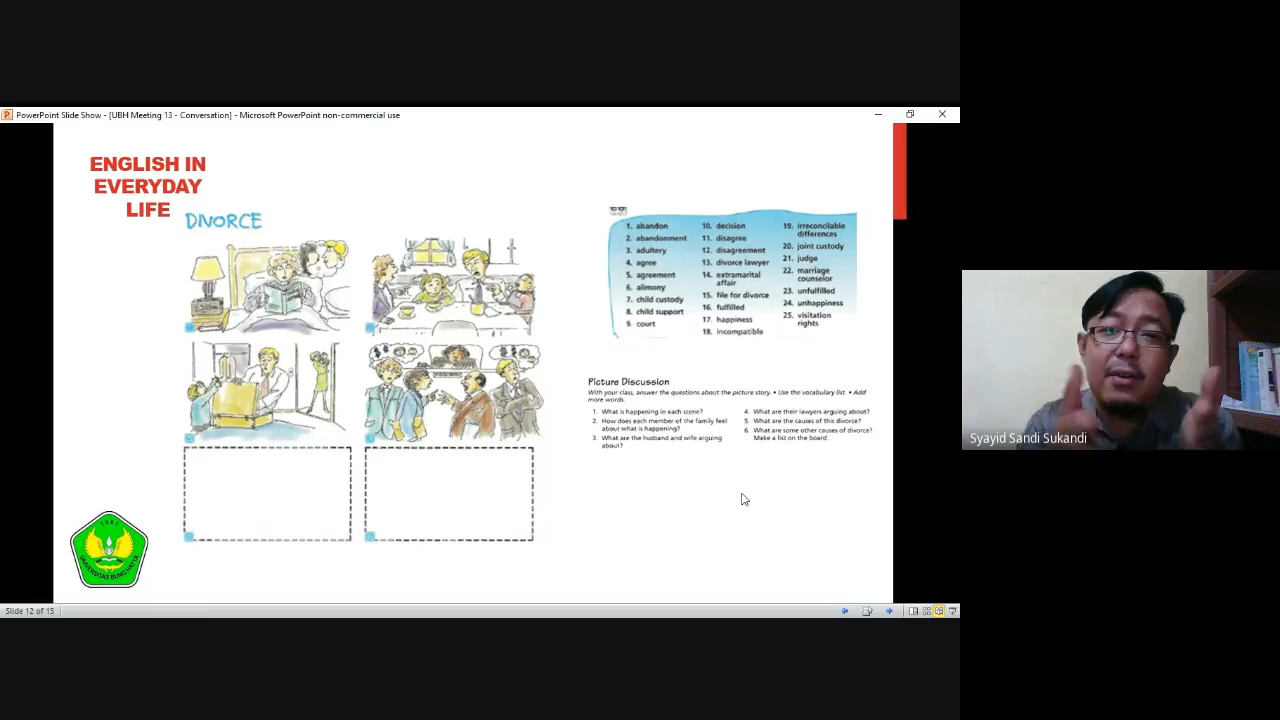 PowerPoint Slide Show - [UBH Meeting 13 - Conversation] - Microsoft PowerPoint non-commercial use
ENGLISH IN
EVERYDAY
LIFE
DIVORCE
1. abandon
2. abandonment
3. adultery
4. agree
5. agreement
6. alimony
7. child custody
8. child support
9. court
10. decision
11. disagree
12. disagreement
13. divorce lawyer
14. extramarital
affair
15. file for divorce
16. fulfilled
17. happiness
18. incompatible
19. irreconcilable
differences
20. joint custody
21. judge
22. marriage
counselor
23. unfulfilled
24. unhappiness
25. visitation
rights
Picture Discussion
With your class, answer the questions about the picture story. • Use the vocabulary list. • Add
more words.
1. What is happening in each scene?
2. How does each member of the family feel
about what is happening?
3. What are the husband and wife arguing
about?
4. What are their lawyers arguing about?
5. What are the causes of this divorce?
6. What are some other causes of divorce?
Make a list on the board.
1981
UNIVERSITAS BUNG HATTA
Slide 12 of 15
Syayid Sandi Sukandi